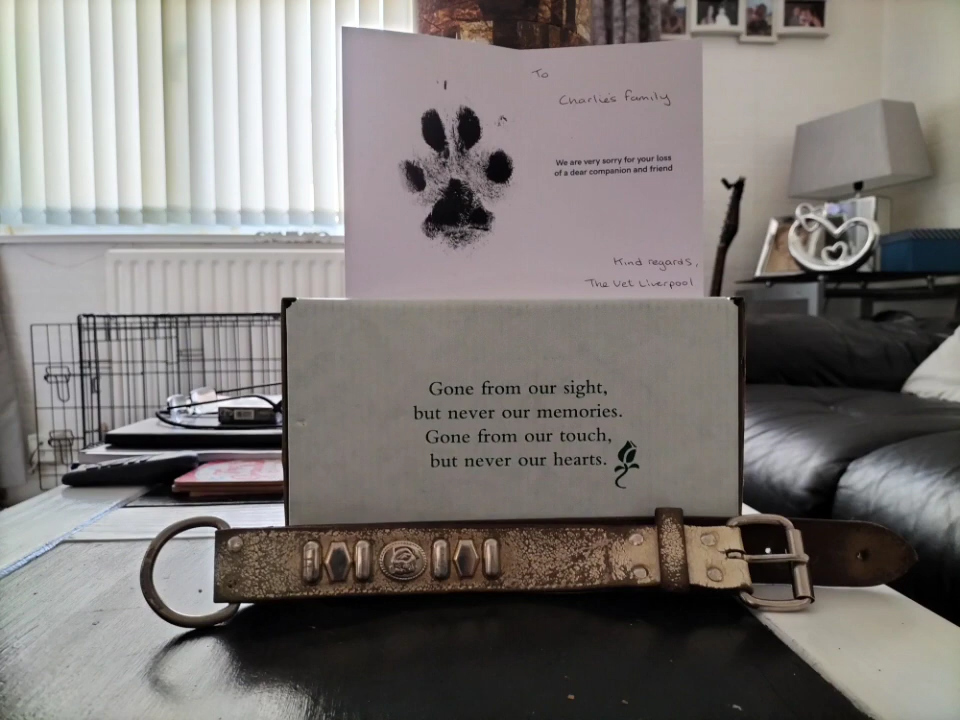 To
Charlie's family
We are very sorry for your loss
of a dear companion and friend
Kind regards,
The Vet Liverpool
Gone from our sight,
but never our memories.
Gone from our touch,
but never our hearts.